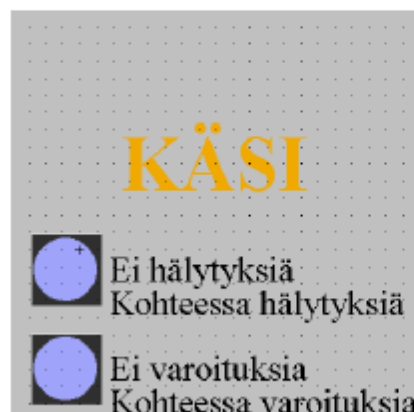 KÄSI
Ei hälytyksiä
Kohteessa hälytyksiä
Ei varoituksia
Kohteessa varoituksia